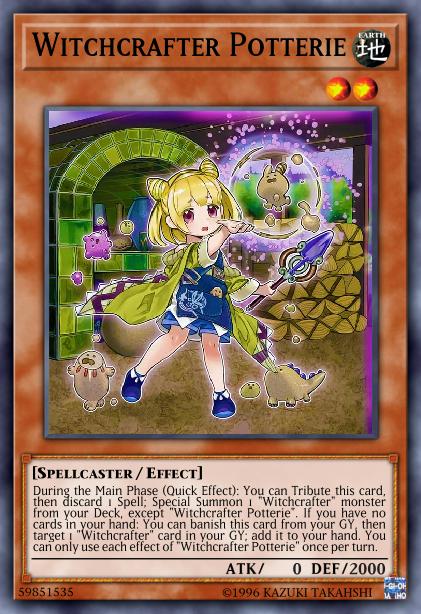 WITCHCRAFTER POTTERIE
EARTH
地
[SPELLCASTER / EFFECT]
During the Main Phase (Quick Effect): You can Tribute this card,
then discard 1 Spell; Special Summon 1 "Witchcrafter" monster
from your Deck, except "Witchcrafter Potterie". If you have no
cards in your hand: You can banish this card from your GY, then
target 1 "Witchcrafter" card in your GY; add it to your hand. You
can only use each effect of "Witchcrafter Potterie" once per turn.
ATK/ 0 DEF/2000
59851535
©1996 KAZUKI TAKAHSHI